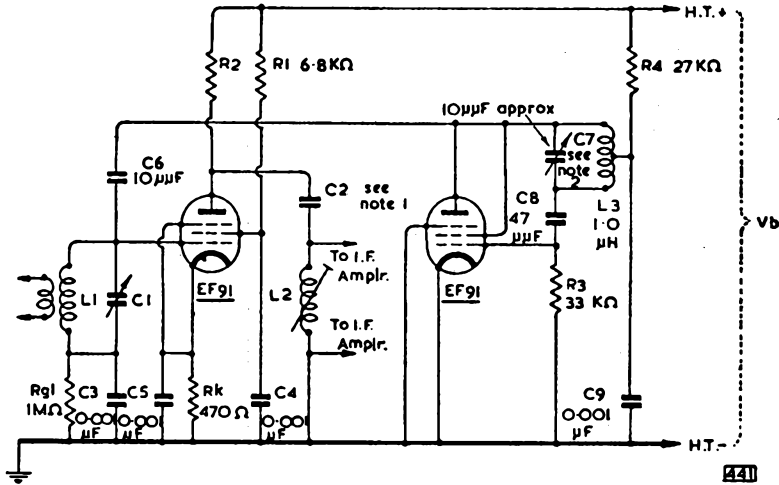 H.T.+
R2
R1 6·8KΩ
R4 27KΩ
10μμF approx
C7
see
note
2
C6
10μμF
C2 see
note 1
C8
47
μμF
L3
1·0
μH
Vb
To I.F.
Amplr.
EF91
EF91
L1
C1
L2
R3
33 KΩ
To I.F.
Amplr.
Rg1
1MΩ
C3
0·001
μF
C5
0·001
μF
Rk
470Ω
C4
0·001
μF
C9
0·001
μF
H.T.-
441